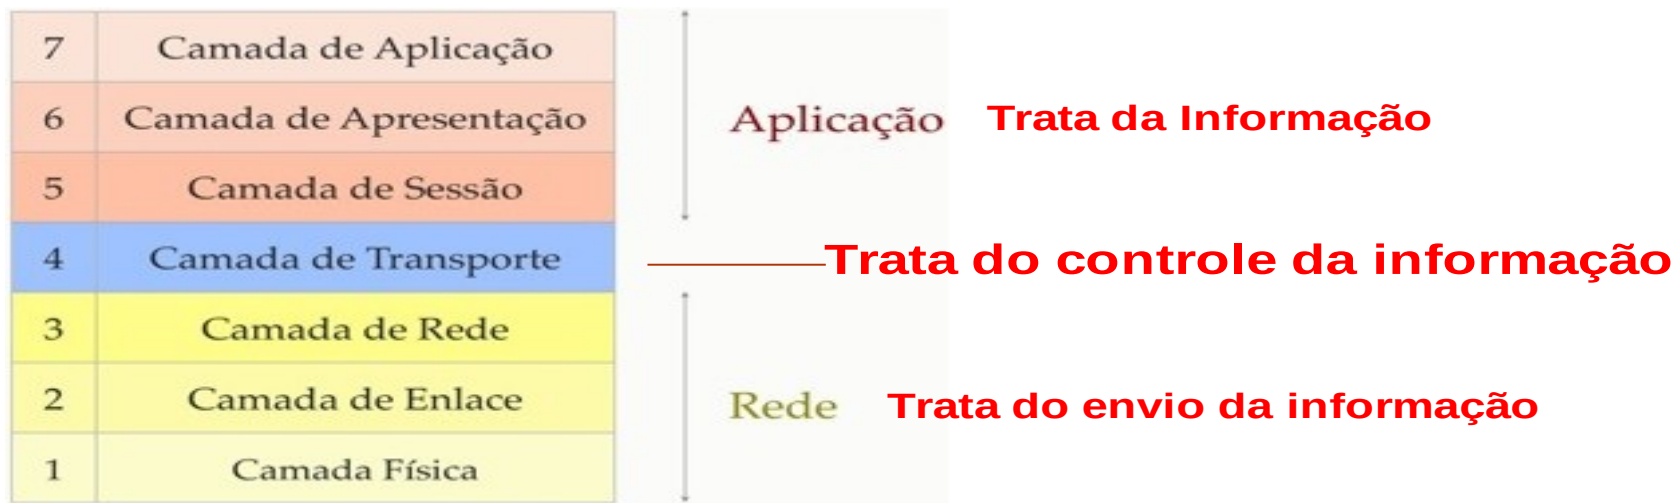 7 Camada de Aplicação
6 Camada de Apresentação
Aplicação Trata da Informação
5 Camada de Sessão
4 Camada de Transporte
Trata do controle da informação
3 Camada de Rede
2 Camada de Enlace
Rede Trata do envio da informação
1 Camada Física